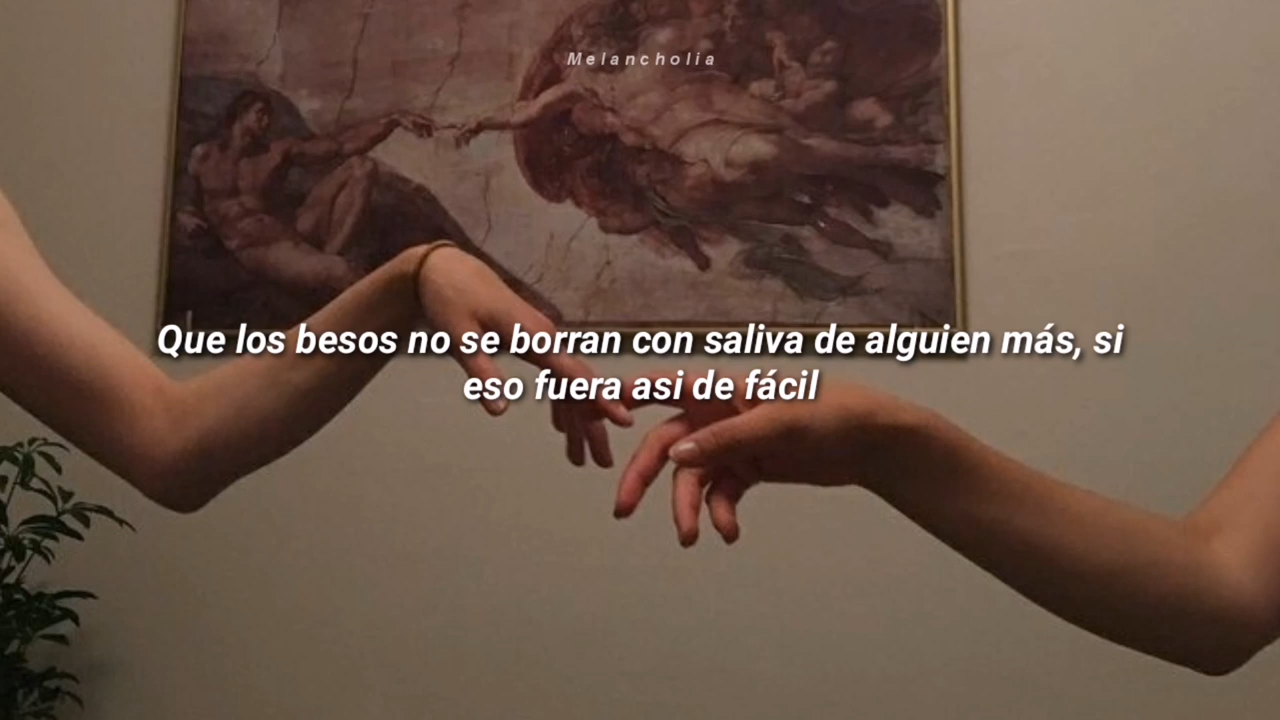 Melancholia
Que los besos no se borran con saliva de alguien más, si
eso fuera asi de fácil